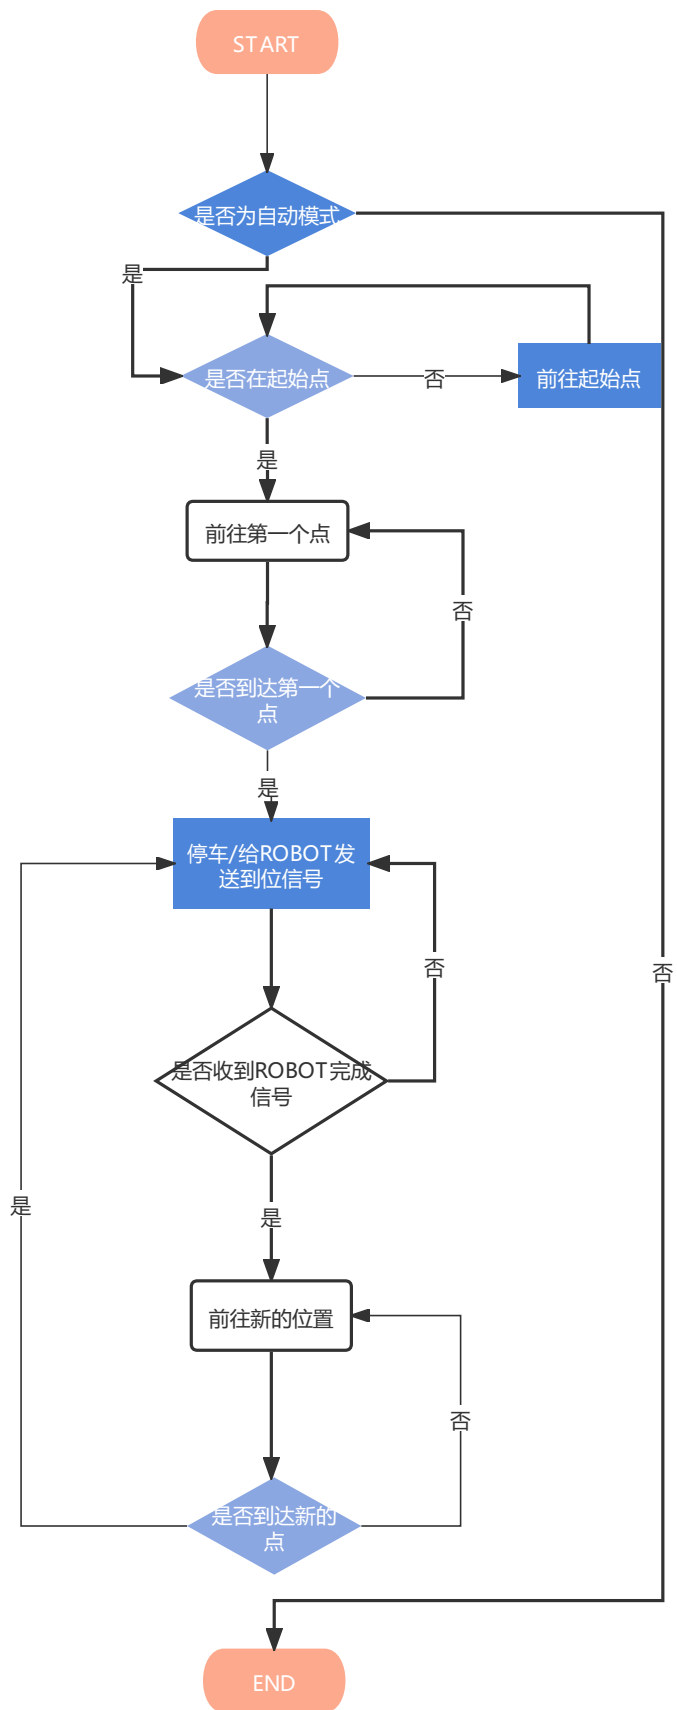 START
是否为自动模式
是
是否在起始点
否
前往起始点
是
前往第一个点
否
是否到达第一个
点
是
停车/给ROBOT发
送到位信号
否
否
是否收到ROBOT完成
信号
是
是
前往新的位置
否
是否到达新的
点
END